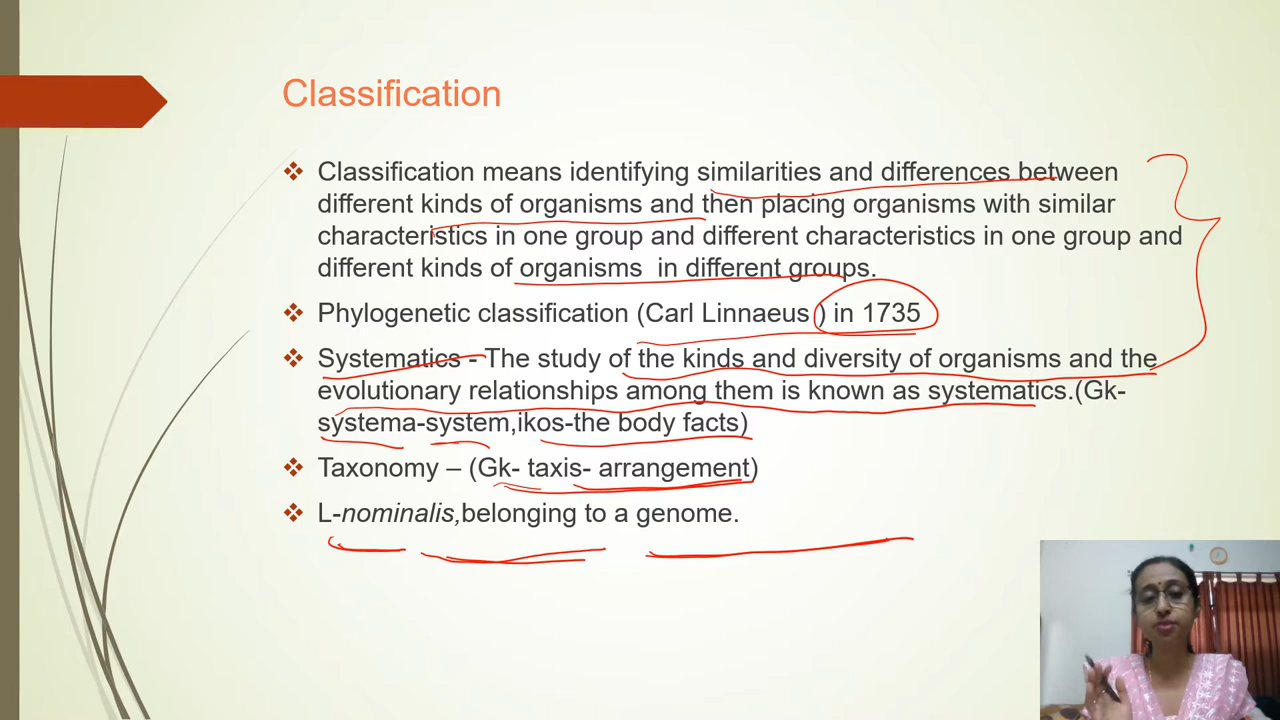 Classification
❖ Classification means identifying similarities and differences between
different kinds of organisms and then placing organisms with similar
characteristics in one group and different characteristics in one group and
different kinds of organisms  in different groups.
❖ Phylogenetic classification (Carl Linnaeus ) in 1735
❖ Systematics - The study of the kinds and diversity of organisms and the
evolutionary relationships among them is known as systematics.(Gk-
systema-system,ikos-the body facts)
❖ Taxonomy – (Gk- taxis- arrangement)
❖ L-nominalis,belonging to a genome.